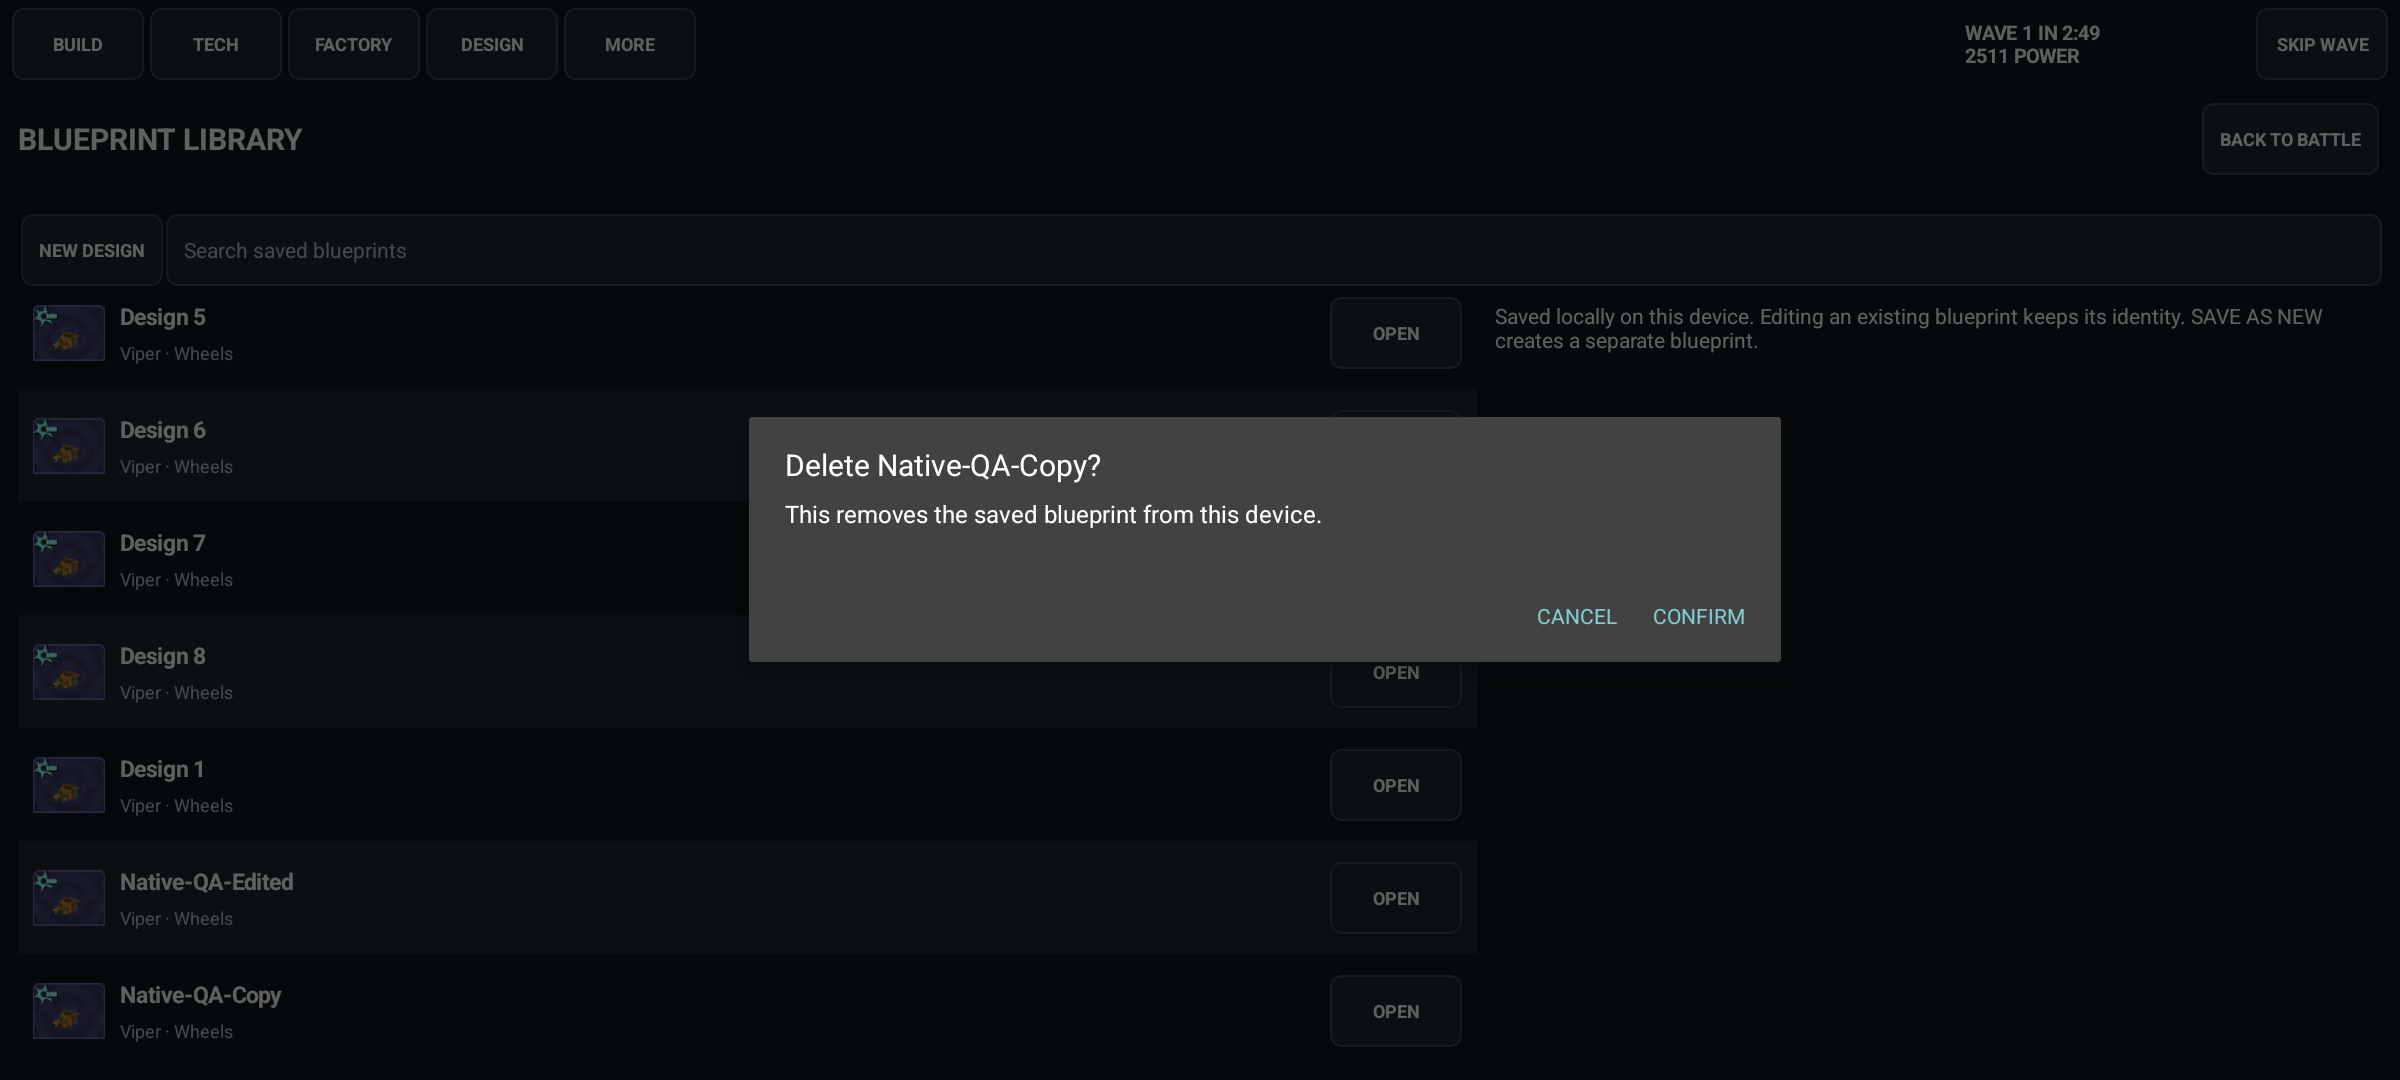 BUILD
TECH
FACTORY
DESIGN
MORE
WAVE 1 IN 2:49
2511 POWER
SKIP WAVE
BLUEPRINT LIBRARY
BACK TO BATTLE
NEW DESIGN
Search saved blueprints
Design 5
Viper · Wheels
OPEN
Saved locally on this device. Editing an existing blueprint keeps its identity. SAVE AS NEW
creates a separate blueprint.
Design 6
Viper · Wheels
Delete Native-QA-Copy?
This removes the saved blueprint from this device.
CANCEL
CONFIRM
Design 7
Viper · Wheels
Design 8
Viper · Wheels
OPEN
Design 1
Viper · Wheels
OPEN
Native-QA-Edited
Viper · Wheels
OPEN
Native-QA-Copy
Viper · Wheels
OPEN